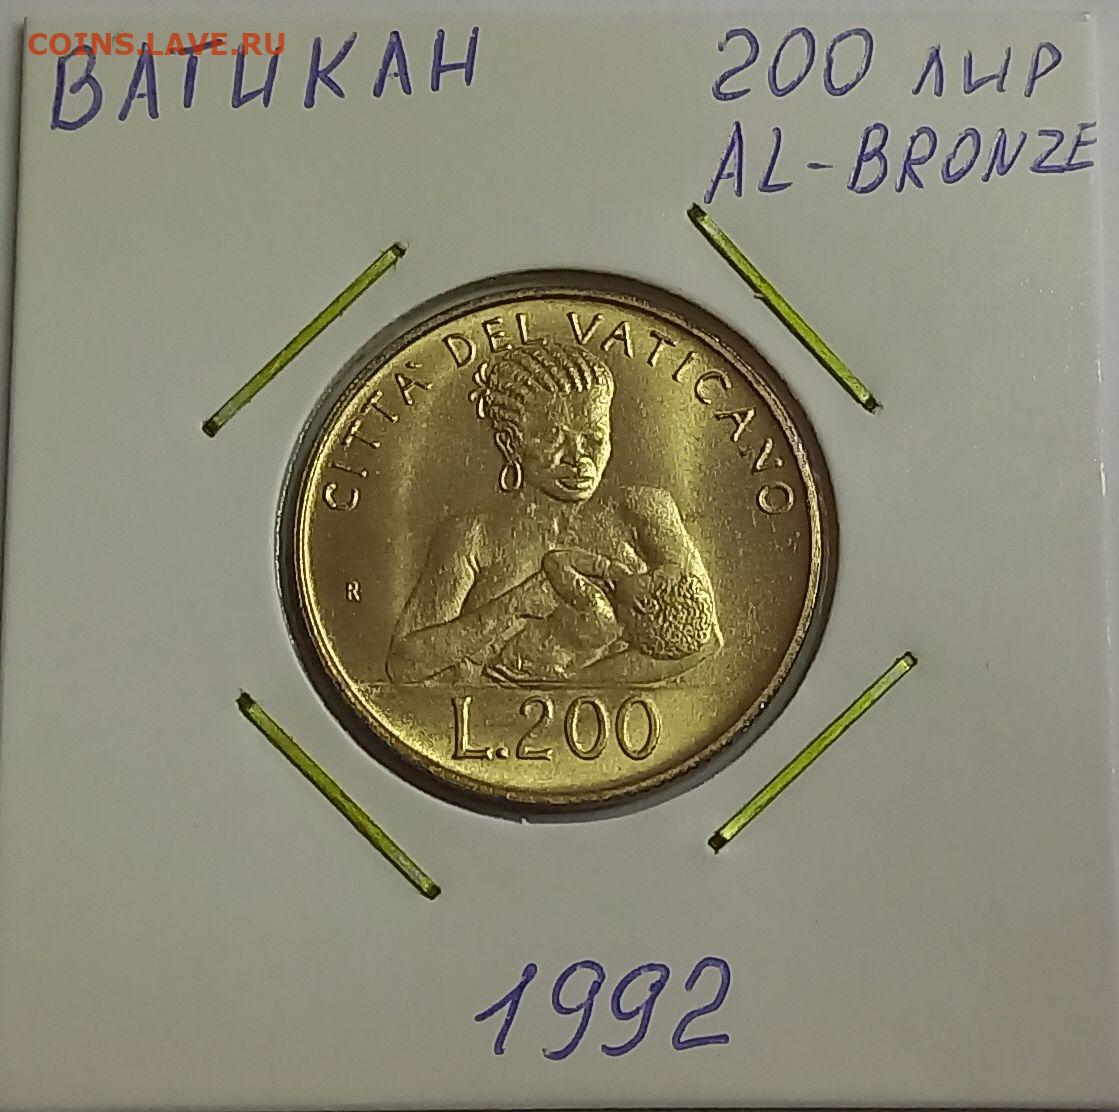 COINS.LAVE.RU
ВАТИКАН
200 ЛИР
AL-BRONZE
CITTA' DEL VATICANO
R
L.200
1992